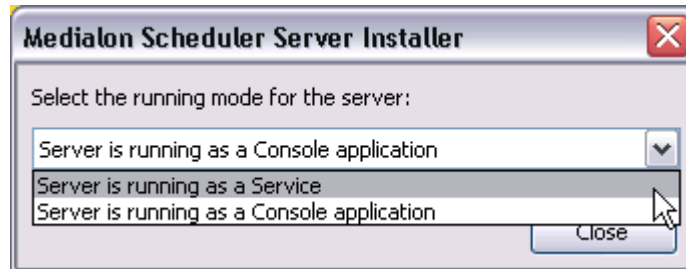 Medialon Scheduler Server Installer
Select the running mode for the server:
Server is running as a Console application
Server is running as a Service
Server is running as a Console application
Close